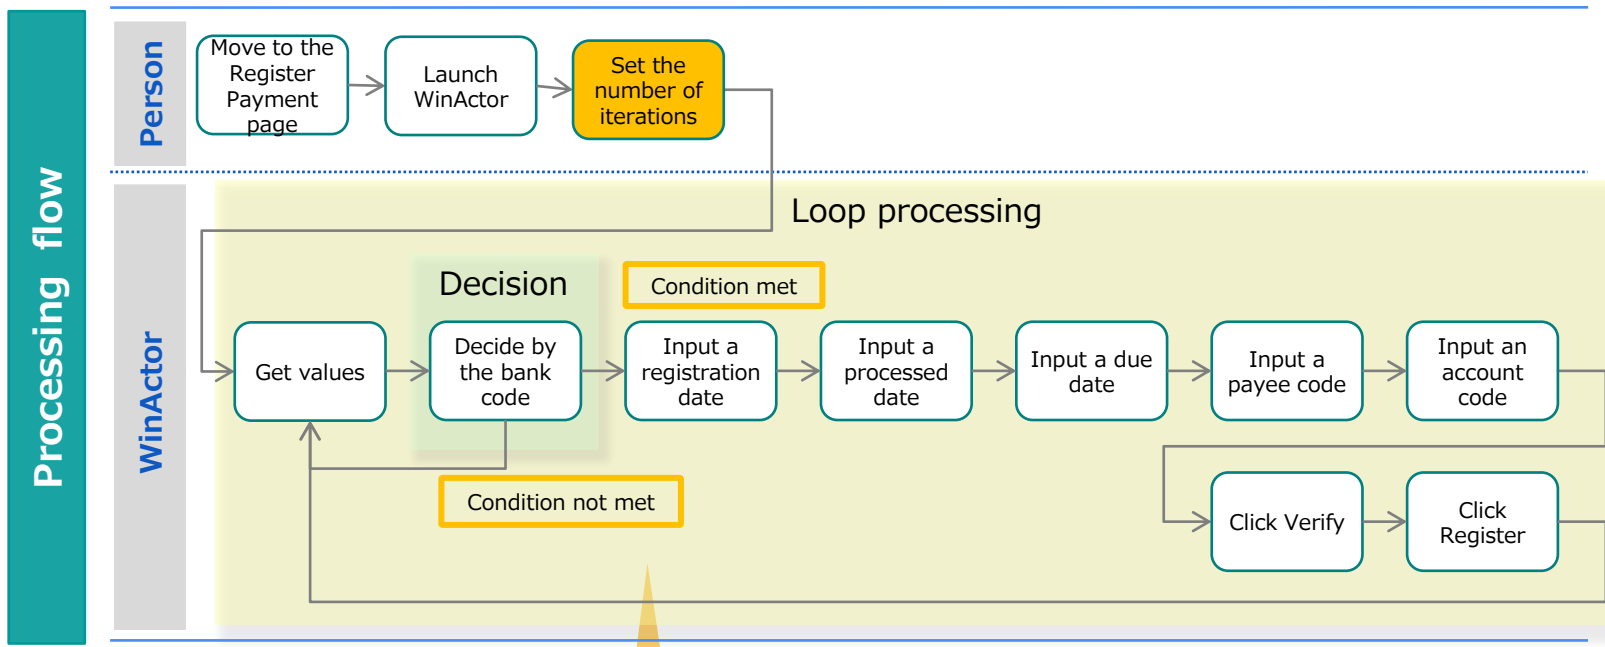 Processing flow
Person
Move to the
Register
Payment
page
Launch
WinActor
Set the
number of
iterations
WinActor
Loop processing
Decision
Condition met
Get values
Decide by
the bank
code
Input a
registration
date
Input a
processed
date
Input a due
date
Input a
payee code
Input an
account
code
Condition not met
Click Verify
Click
Register